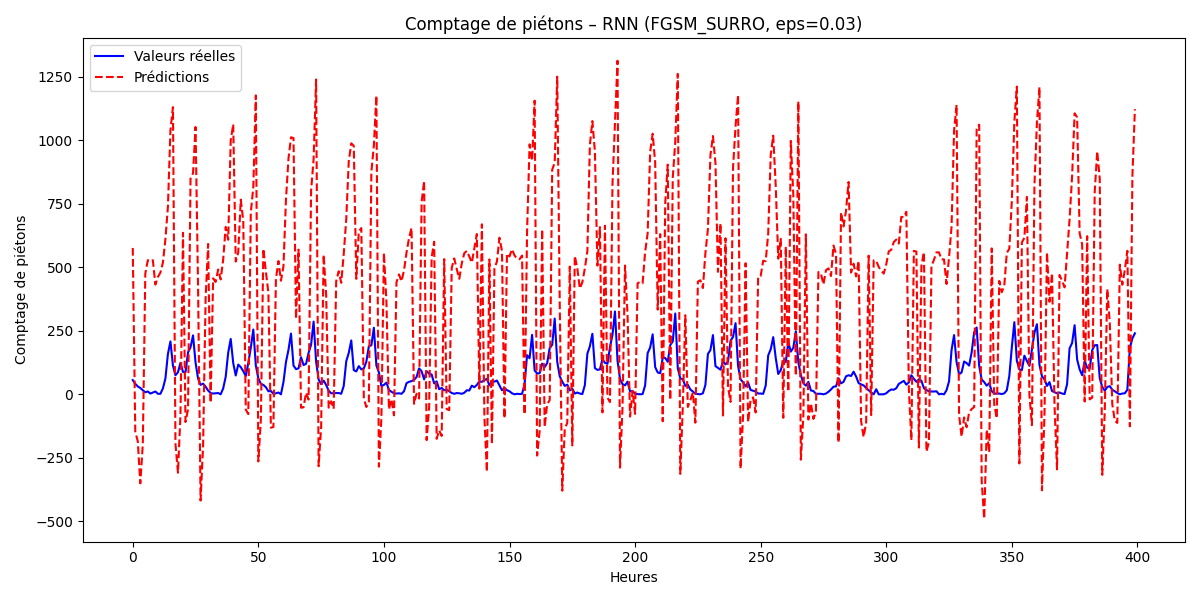 Comptage de piétons – RNN (FGSM_SURRO, eps=0.03)
Valeurs réelles
Prédictions
Comptage de piétons
1250
1000
750
500
250
0
−250
−500
0 50 100 150 200 250 300 350 400
Heures